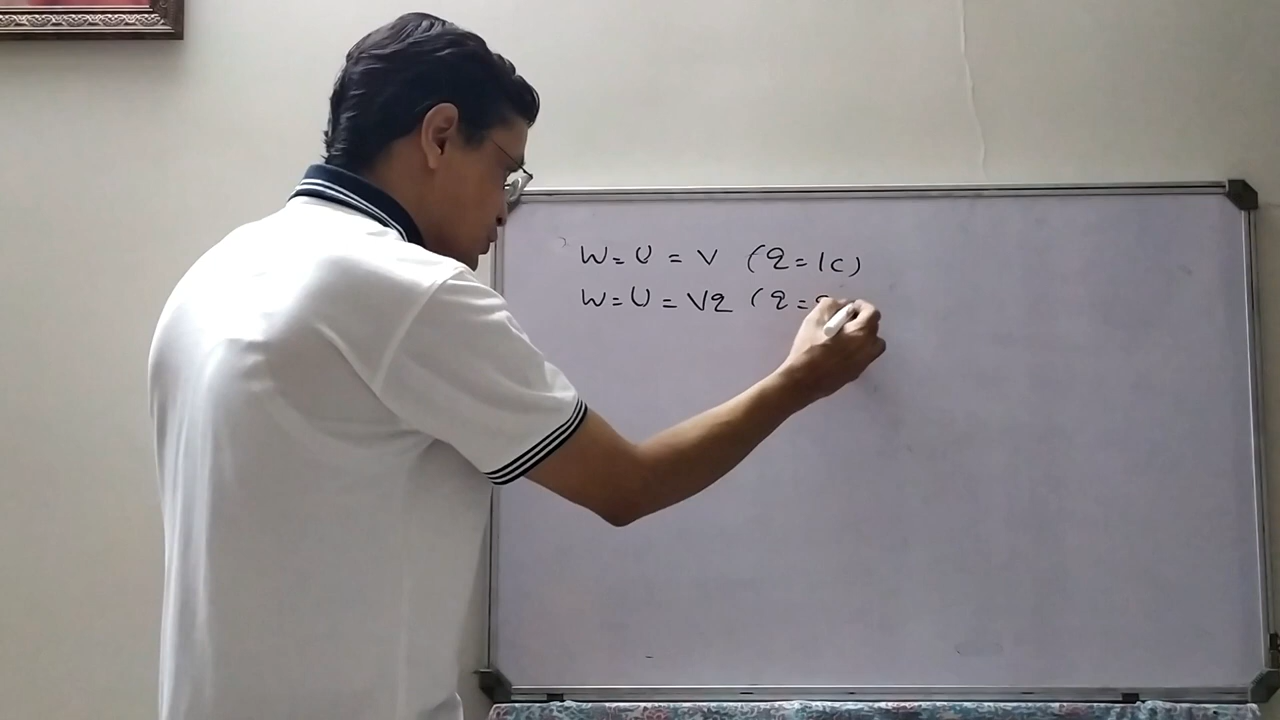 W = U = V (q = 1C)
W = U = Vq (q =